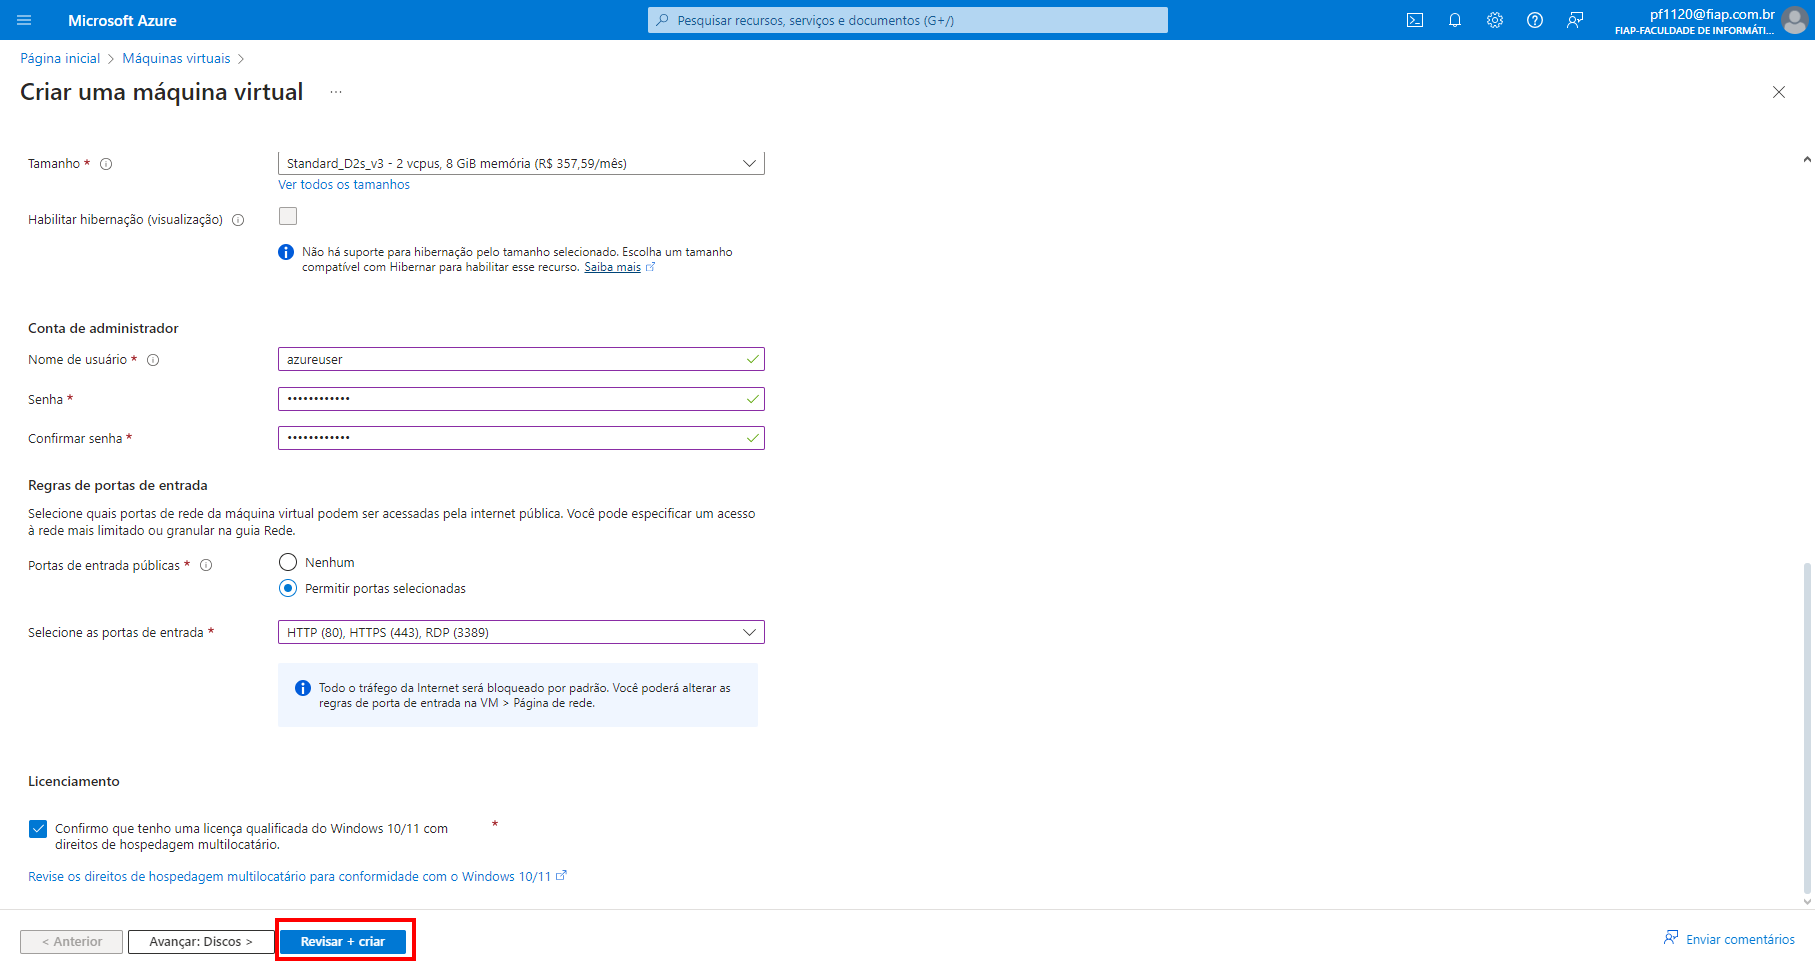 Microsoft Azure
Pesquisar recursos, serviços e documentos (G+/)
pf1120@fiap.com.br
FIAP-FACULDADE DE INFORMÁTI...
Página inicial > Máquinas virtuais >
Criar uma máquina virtual ...
Tamanho *
Standard_D2s_v3 - 2 vcpus, 8 GiB memória (R$ 357,59/mês)
Ver todos os tamanhos
Habilitar hibernação (visualização)
Não há suporte para hibernação pelo tamanho selecionado. Escolha um tamanho
compatível com Hibernar para habilitar esse recurso. Saiba mais
Conta de administrador
Nome de usuário *
azureuser
Senha *
••••••••••••
Confirmar senha *
••••••••••••
Regras de portas de entrada
Selecione quais portas de rede da máquina virtual podem ser acessadas pela internet pública. Você pode especificar um acesso
à rede mais limitado ou granular na guia Rede.
Portas de entrada públicas *
Nenhum
Permitir portas selecionadas
Selecione as portas de entrada *
HTTP (80), HTTPS (443), RDP (3389)
Todo o tráfego da Internet será bloqueado por padrão. Você poderá alterar as
regras de porta de entrada na VM > Página de rede.
Licenciamento
Confirmo que tenho uma licença qualificada do Windows 10/11 com *
direitos de hospedagem multilocatário.
Revise os direitos de hospedagem multilocatário para conformidade com o Windows 10/11
< Anterior
Avançar: Discos >
Revisar + criar
Enviar comentários